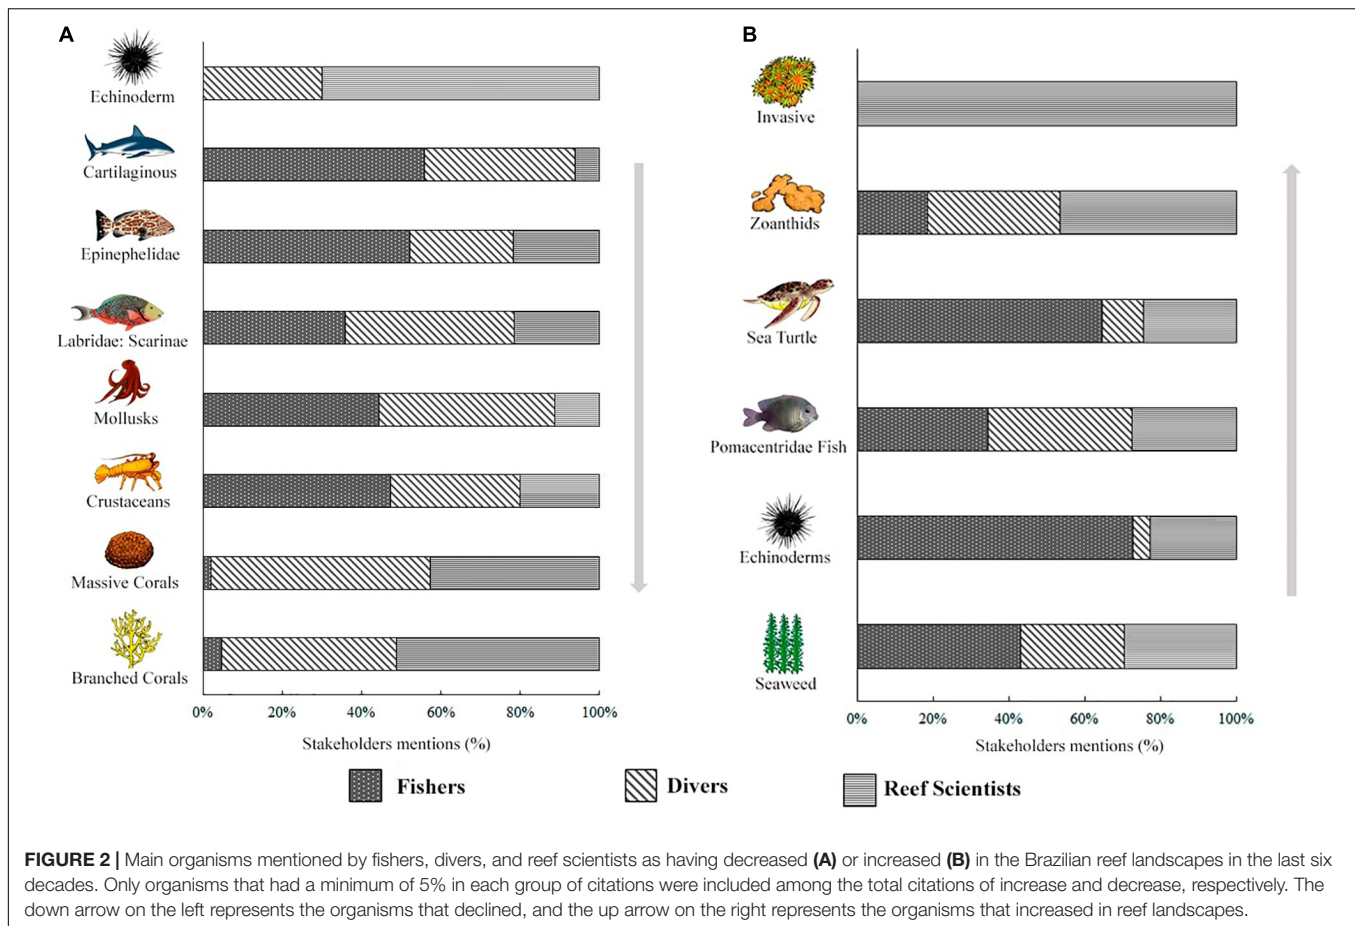 A
Echinoderm
Cartilaginous
Epinephelidae
Labridae: Scarinae
Mollusks
Crustaceans
Massive Corals
Branched Corals
0% 20% 40% 60% 80% 100%
Stakeholders mentions (%)
B
Invasive
Zoanthids
Sea Turtle
Pomacentridae Fish
Echinoderms
Seaweed
0% 20% 40% 60% 80% 100%
Stakeholders mentions (%)
Fishers Divers Reef Scientists
FIGURE 2 | Main organisms mentioned by fishers, divers, and reef scientists as having decreased (A) or increased (B) in the Brazilian reef landscapes in the last six
decades. Only organisms that had a minimum of 5% in each group of citations were included among the total citations of increase and decrease, respectively. The
down arrow on the left represents the organisms that declined, and the up arrow on the right represents the organisms that increased in reef landscapes.